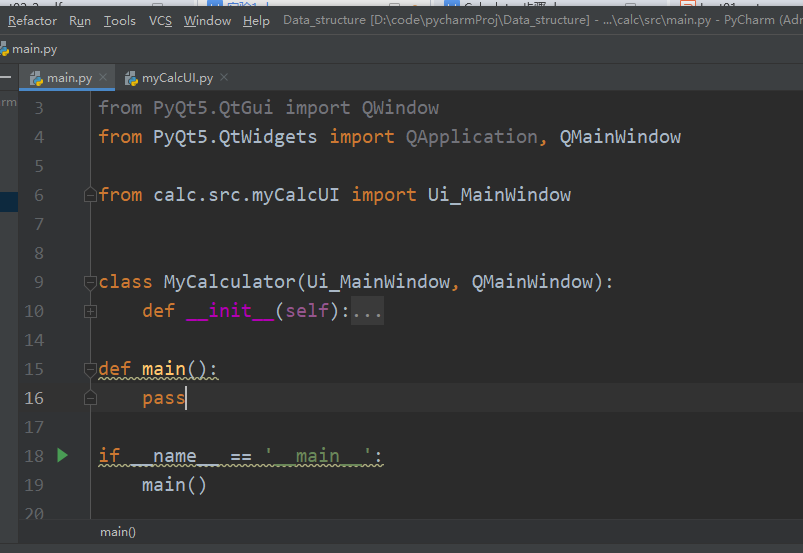 Refactor Run Tools VCS Window Help Data_structure [D:\code\pycharmProj\Data_structure] - ...\calc\src\main.py - PyCharm (Adm
main.py
main.py myCalcUI.py
rm
3 from PyQt5.QtGui import QWindow
4 from PyQt5.QtWidgets import QApplication, QMainWindow
5
6 from calc.src.myCalcUI import Ui_MainWindow
7
8
9 class MyCalculator(Ui_MainWindow, QMainWindow):
10 def __init__(self):...
14
15 def main():
16 pass
17
18 if __name__ == '__main__':
19 main()
20
main()